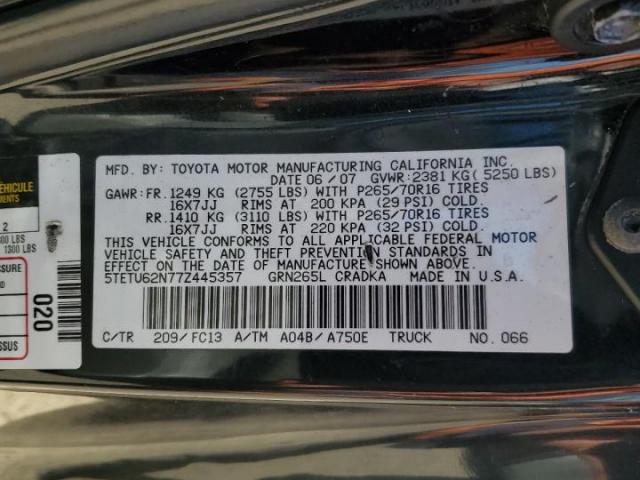 MFD. BY: TOYOTA MOTOR MANUFACTURING CALIFORNIA INC.
DATE 06/07 GVWR: 2381 KG ( 5250 LBS)
GAWR: FR. 1249 KG (2755 LBS) WITH P265/70R16 TIRES
16X7JJ RIMS AT 200 KPA (29 PSI) COLD.
RR. 1410 KG (3110 LBS) WITH P265/70R16 TIRES
16X7JJ RIMS AT 220 KPA (32 PSI) COLD.
THIS VEHICLE CONFORMS TO ALL APPLICABLE FEDERAL MOTOR
VEHICLE SAFETY AND THEFT PREVENTION STANDARDS IN
EFFECT ON THE DATE OF MANUFACTURE SHOWN ABOVE.
5TETU62N77Z445357 GRN265L CRADKA MADE IN U.S.A.
C/TR 209/FC13 A/TM A04B/A750E TRUCK NO. 066
VÉHICULE
2
1300 LBS
020